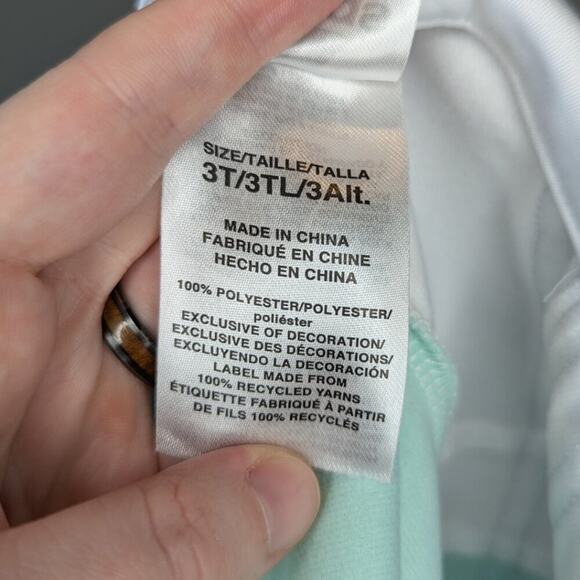 SIZE/TAILLE/TALLA
3T/3TL/3Alt.
MADE IN CHINA
FABRIQUÉ EN CHINE
HECHO EN CHINA
100% POLYESTER/POLYESTER/
poliéster
EXCLUSIVE OF DECORATION/
EXCLUSIVE DES DÉCORATIONS/
EXCLUYENDO LA DECORACIÓN
LABEL MADE FROM
100% RECYCLED YARNS
ÉTIQUETTE FABRIQUÉ À PARTIR
DE FILS 100% RECYCLÉS